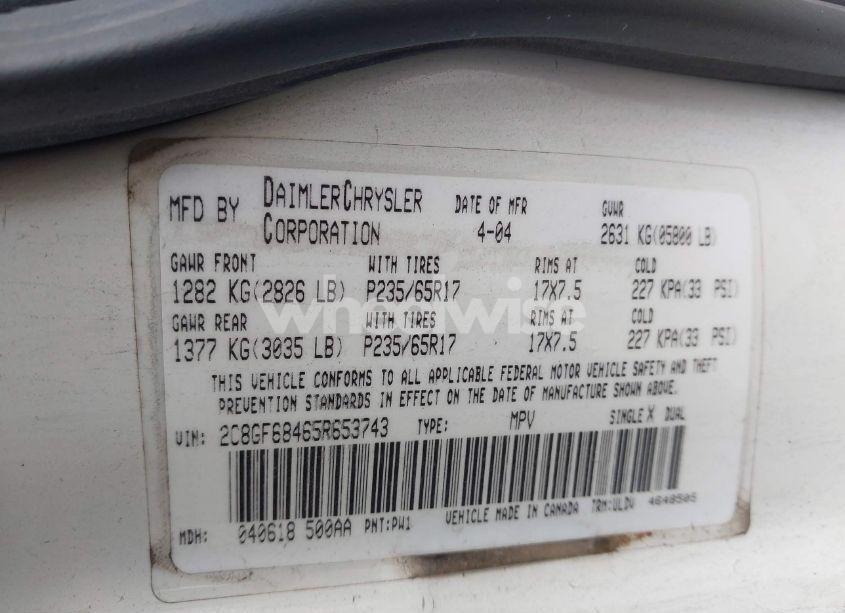 MFD BY DAIMLERCHRYSLER CORPORATION DATE OF MFR 4-04 GVWR 2631 KG(05800 LB)
GAWR FRONT WITH TIRES RIMS AT COLD
1282 KG(2826 LB) P235/65R17 17X7.5 227 KPA(33 PSI)
GAWR REAR WITH TIRES RIMS AT COLD
1377 KG(3035 LB) P235/65R17 17X7.5 227 KPA(33 PSI)
THIS VEHICLE CONFORMS TO ALL APPLICABLE FEDERAL MOTOR VEHICLE SAFETY AND THEFT
PREVENTION STANDARDS IN EFFECT ON THE DATE OF MANUFACTURE SHOWN ABOVE.
VIN: 2C8GF68465R653743 TYPE: MPV SINGLE X DUAL
MDH: 040618 500AA PNT:PW1 VEHICLE MADE IN CANADA TRM:ULDV 4648505
wheelwise